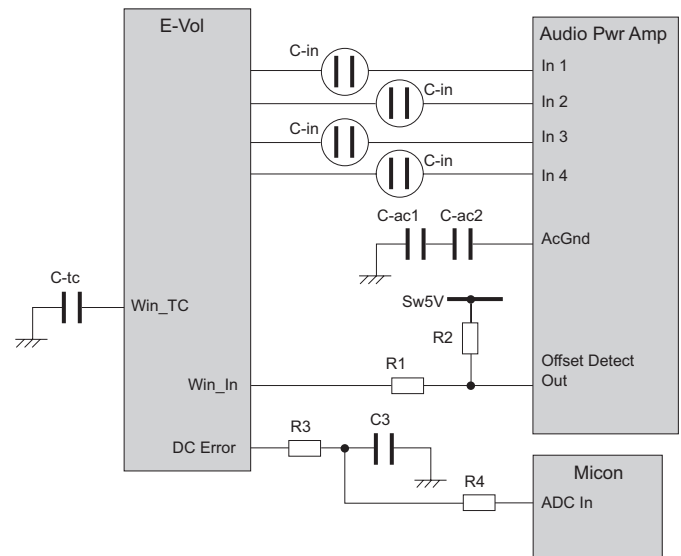 E-Vol
Audio Pwr Amp
C-in
In 1
C-in
In 2
C-in
In 3
C-in
In 4
C-ac1
C-ac2
AcGnd
C-tc
Win_TC
Sw5V
R2
R1
Offset Detect
Out
Win_In
R3
C3
DC Error
Micon
R4
ADC In